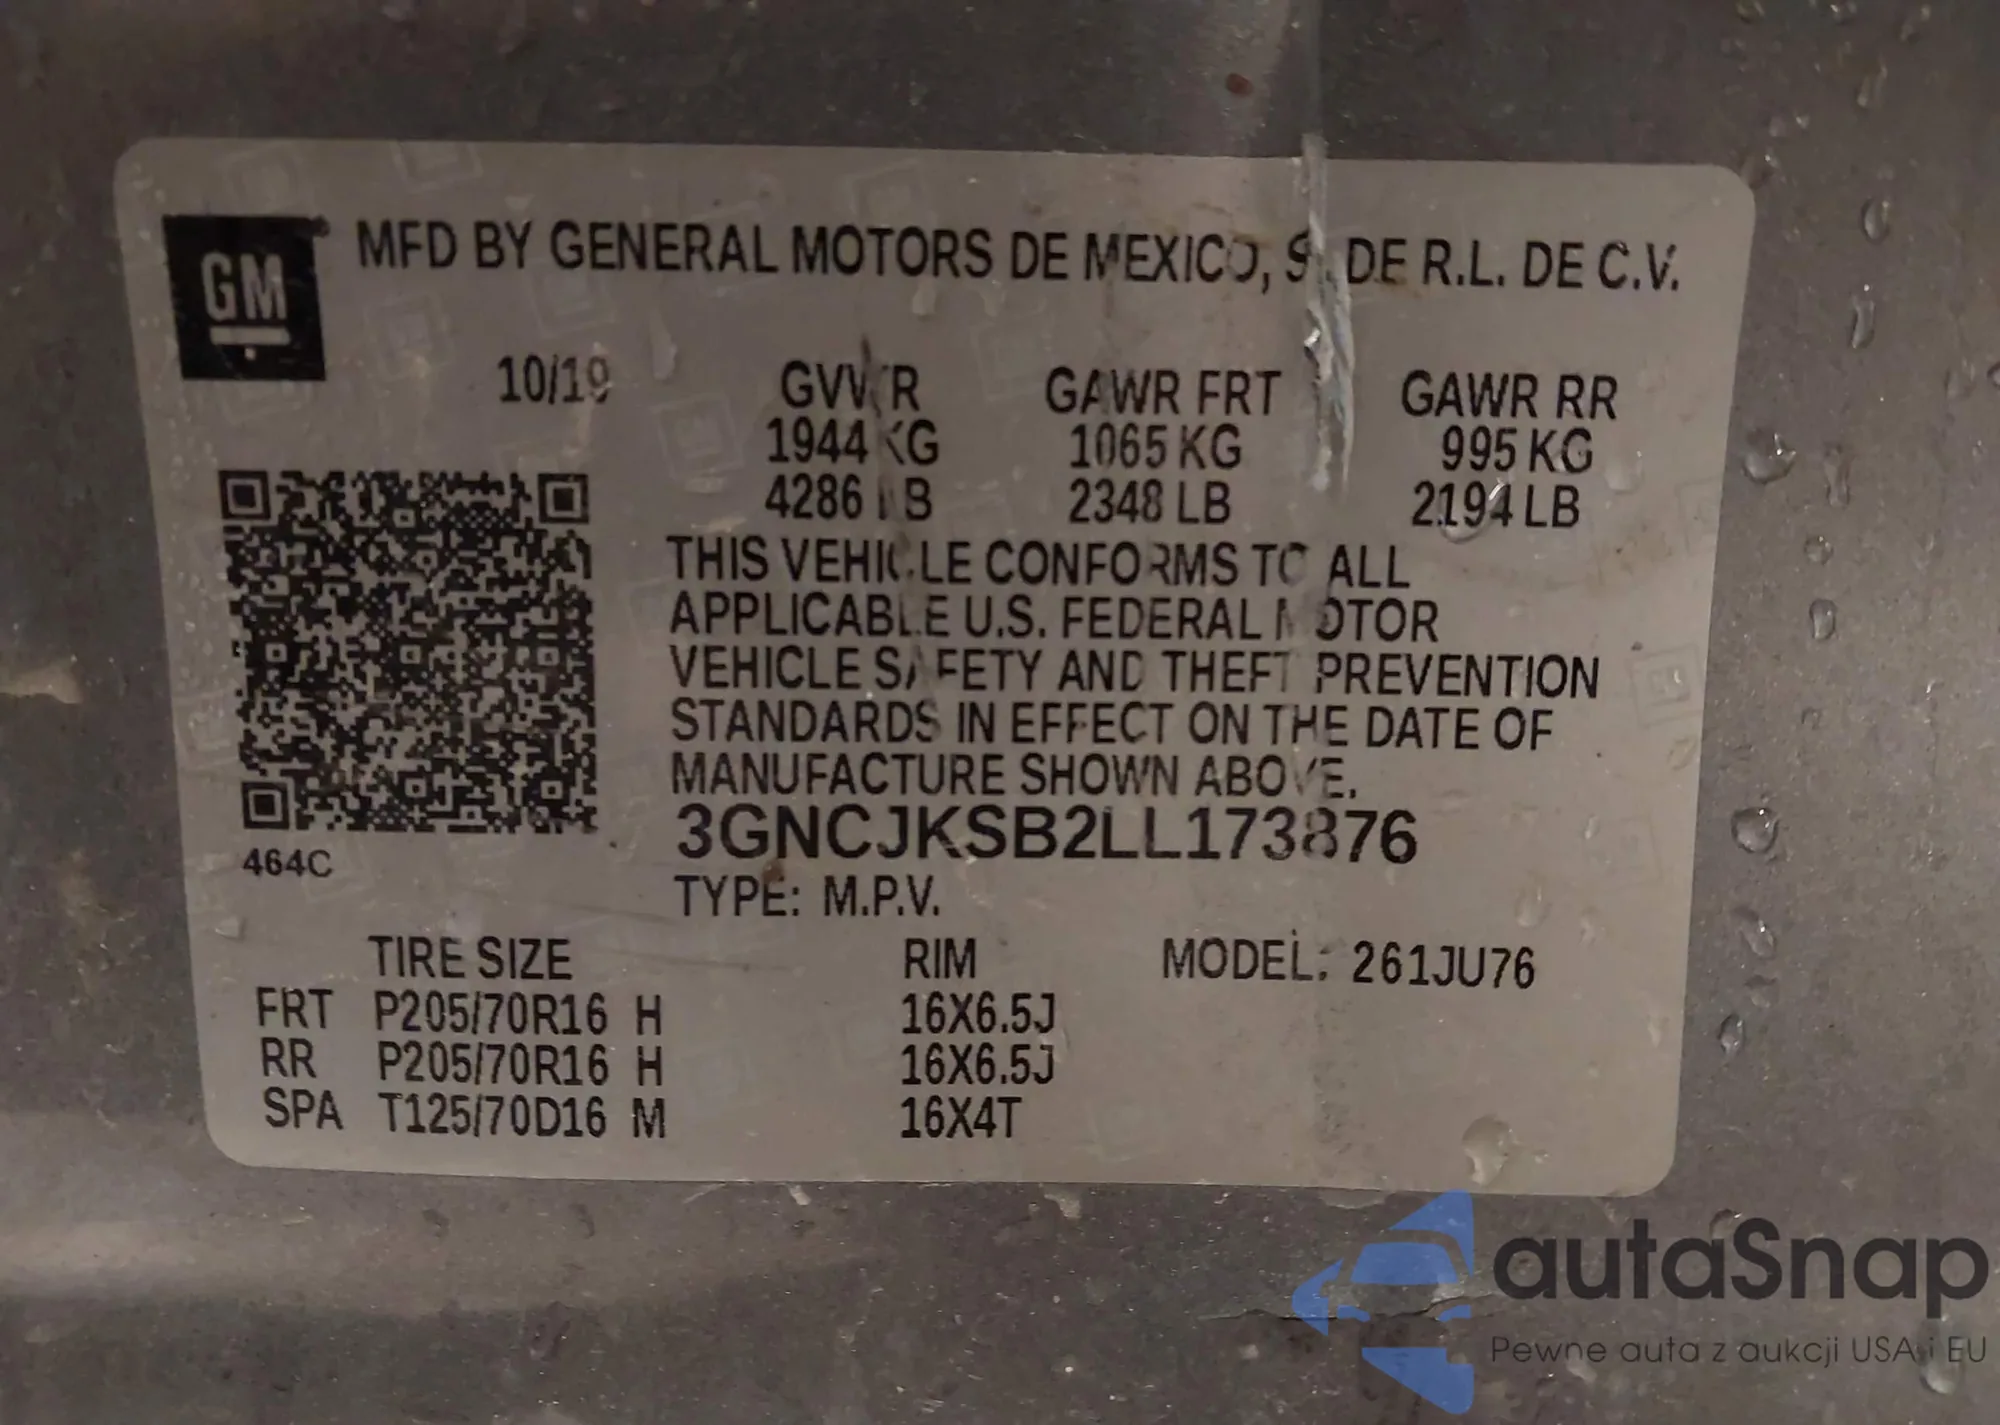 GM
MFD BY GENERAL MOTORS DE MEXICO, S. DE R.L. DE C.V.
10/19 GVWR GAWR FRT GAWR RR
1944 KG 1065 KG 995 KG
4286 LB 2348 LB 2194 LB
THIS VEHICLE CONFORMS TO ALL
APPLICABLE U.S. FEDERAL MOTOR
VEHICLE SAFETY AND THEFT PREVENTION
STANDARDS IN EFFECT ON THE DATE OF
MANUFACTURE SHOWN ABOVE.
3GNCJKSB2LL173876
464C
TYPE: M.P.V.
TIRE SIZE RIM MODEL: 261JU76
FRT P205/70R16 H 16X6.5J
RR P205/70R16 H 16X6.5J
SPA T125/70D16 M 16X4T
autaSnap
Pewne auta z aukcji USA i EU